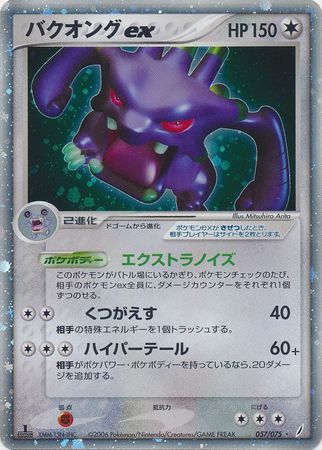 バクオングex HP150
Illus. Mitsuhiro Arita
2進化 ドゴームから進化
ポケモンexがきぜつしたとき、
相手プレイヤーはサイドを2枚とります。
ポケボディー エクストラノイズ
このポケモンがバトル場にいるかぎり、ポケモンチェックのたび、
相手のポケモンex全員に、ダメージカウンターをそれぞれ1個
ずつのせる。
くつがえす 40
相手の特殊エネルギーを1個トラッシュする。
ハイパーテール 60+
相手がポケパワー・ポケボディーを持っているなら、20ダメージ
を追加。
弱点 抵抗力 にげる
1 EDITION XMM 15N-IHC ©2006 Pokémon/Nintendo/Creatures/GAME FREAK 057/075